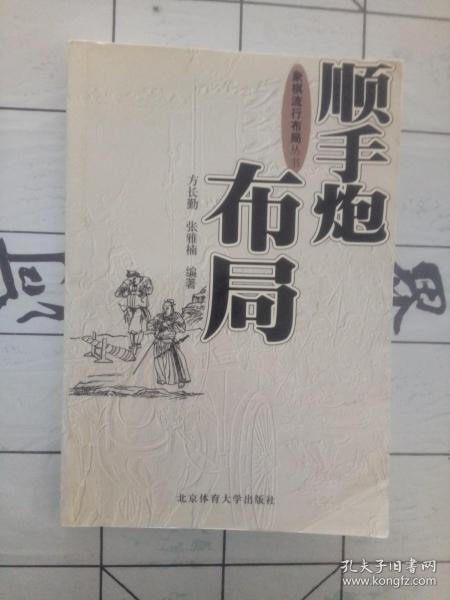 顺手炮
布局
象棋流行布局丛书
方长勤 张雅楠 编著
北京体育大学出版社
界
孔夫子旧书网
www.kongfz.com